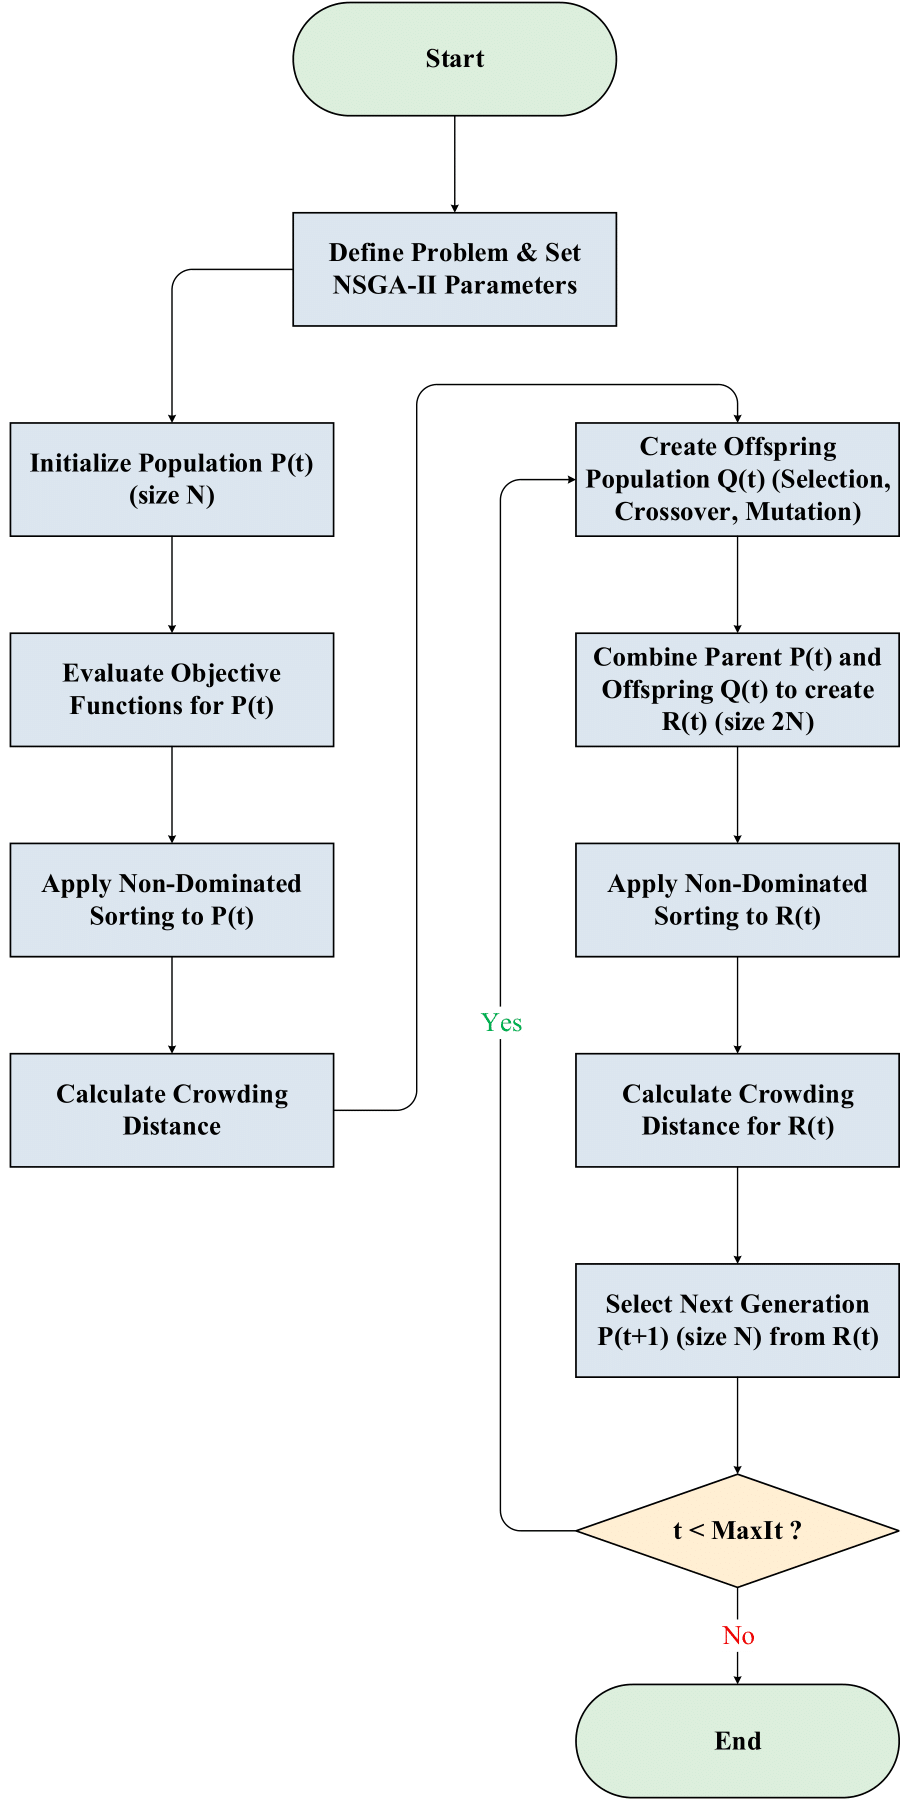 Start
Define Problem & Set
NSGA-II Parameters
Initialize Population P(t)
(size N)
Evaluate Objective
Functions for P(t)
Apply Non-Dominated
Sorting to P(t)
Calculate Crowding
Distance
Create Offspring
Population Q(t) (Selection,
Crossover, Mutation)
Combine Parent P(t) and
Offspring Q(t) to create
R(t) (size 2N)
Apply Non-Dominated
Sorting to R(t)
Calculate Crowding
Distance for R(t)
Select Next Generation
P(t+1) (size N) from R(t)
t < MaxIt ?
Yes
No
End